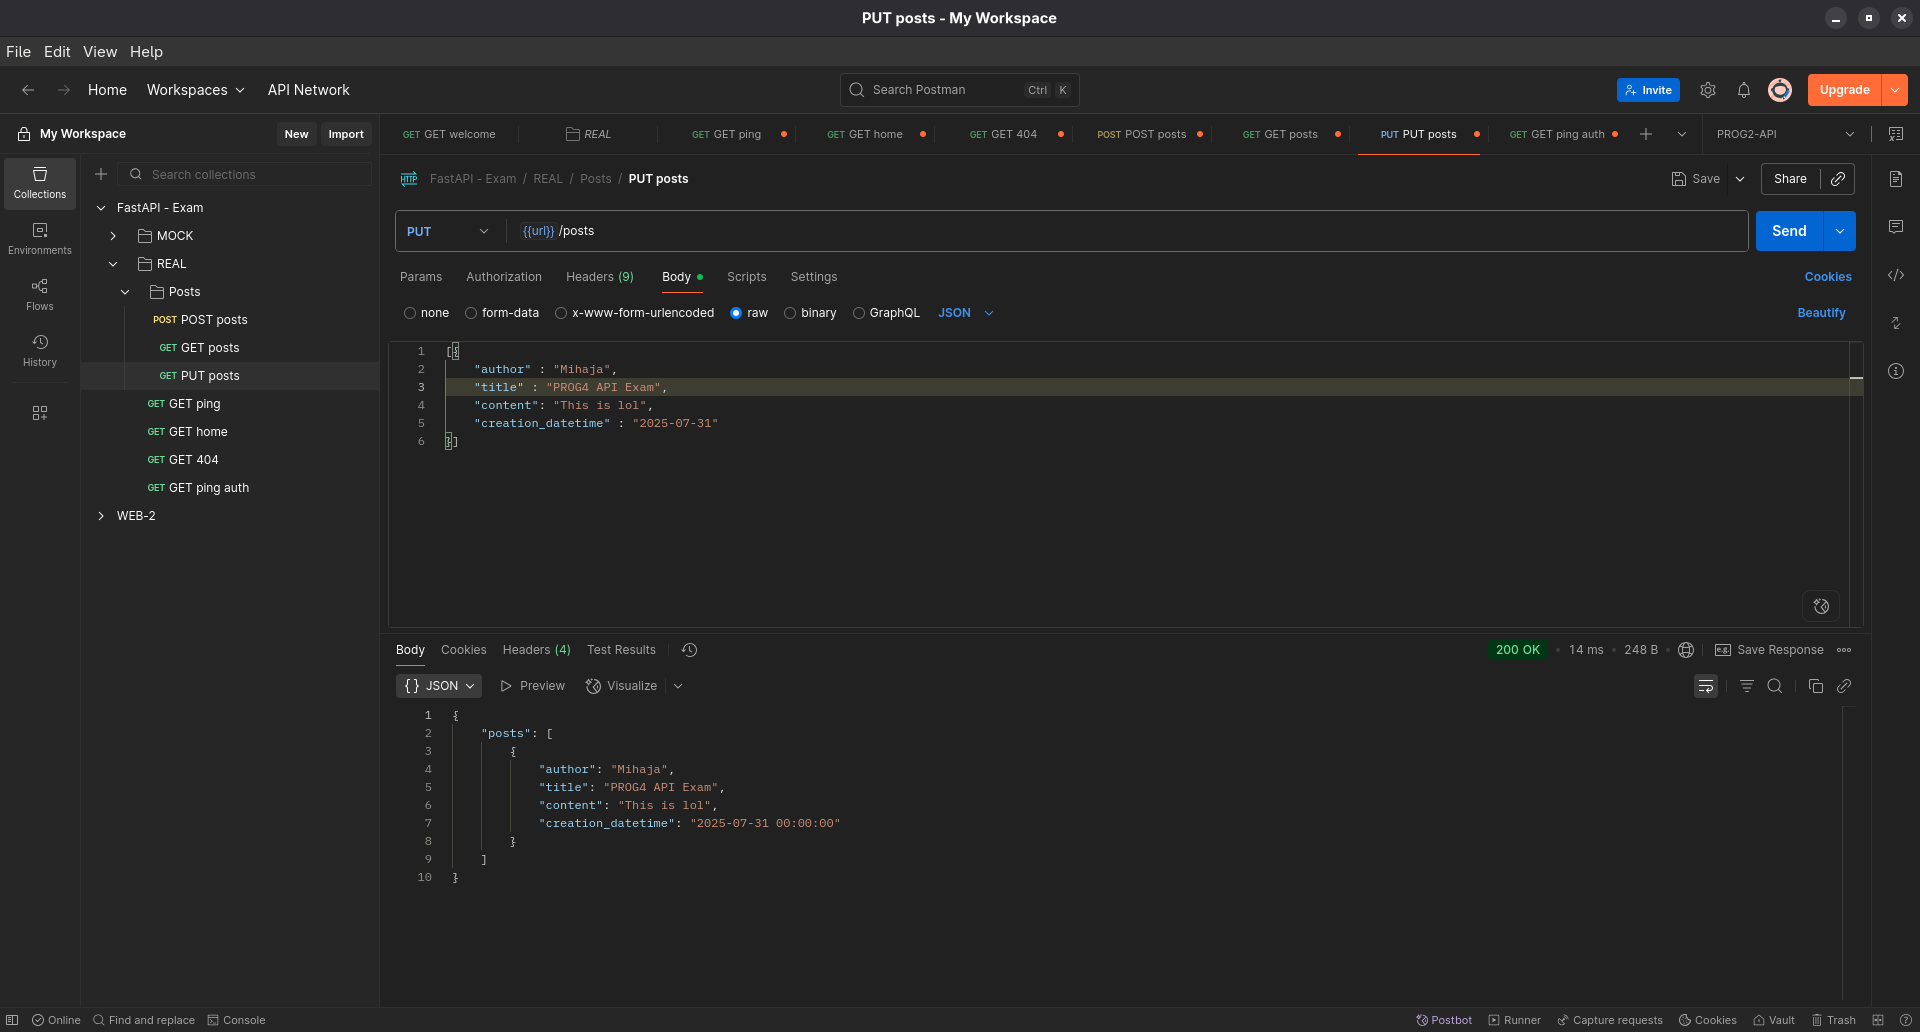 PUT posts - My Workspace
File Edit View Help
Home Workspaces API Network Search Postman Ctrl K Invite Upgrade
My Workspace New Import
GET GET welcome REAL GET GET ping GET GET home GET GET 404 POST POST posts GET GET posts PUT PUT posts GET GET ping auth PROG2-API
Collections
Environments
Flows
History
Search collections
FastAPI - Exam
MOCK
REAL
Posts
POST POST posts
GET GET posts
GET PUT posts
GET GET ping
GET GET home
GET GET 404
GET GET ping auth
WEB-2
HTTP FastAPI - Exam / REAL / Posts / PUT posts Save Share
PUT {{url}} /posts Send
Params Authorization Headers (9) Body Scripts Settings Cookies
none form-data x-www-form-urlencoded raw binary GraphQL JSON Beautify
1 [{
2 "author" : "Mihaja",
3 "title" : "PROG4 API Exam",
4 "content": "This is lol",
5 "creation_datetime" : "2025-07-31"
6 }]
Body Cookies Headers (4) Test Results 200 OK • 14 ms • 248 B • e.g. Save Response
{} JSON Preview Visualize
1 {
2 "posts": [
3 {
4 "author": "Mihaja",
5 "title": "PROG4 API Exam",
6 "content": "This is lol",
7 "creation_datetime": "2025-07-31 00:00:00"
8 }
9 ]
10 }
Online Find and replace Console Postbot Runner Capture requests Cookies Vault Trash